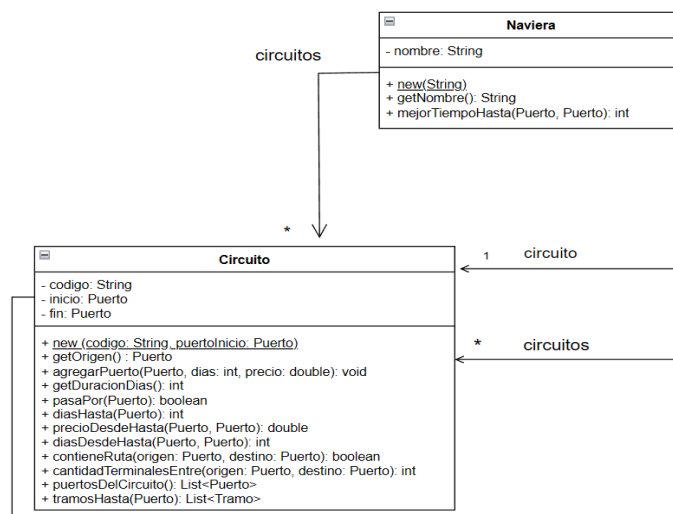 Naviera
- nombre: String
+ new(String)
+ getNombre(): String
+ mejorTiempoHasta(Puerto, Puerto): int
circuitos
*
Circuito
- codigo: String
- inicio: Puerto
- fin: Puerto
+ new (codigo: String, puertoInicio: Puerto)
+ getOrigen() : Puerto
+ agregarPuerto(Puerto, dias: int, precio: double): void
+ getDuracionDias(): int
+ pasaPor(Puerto): boolean
+ diasHasta(Puerto): int
+ precioDesdeHasta(Puerto, Puerto): double
+ diasDesdeHasta(Puerto, Puerto): int
+ contieneRuta(origen: Puerto, destino: Puerto): boolean
+ cantidadTerminalesEntre(origen: Puerto, destino: Puerto): int
+ puertosDelCircuito(): List<Puerto>
+ tramosHasta(Puerto): List<Tramo>
1 circuito
* circuitos